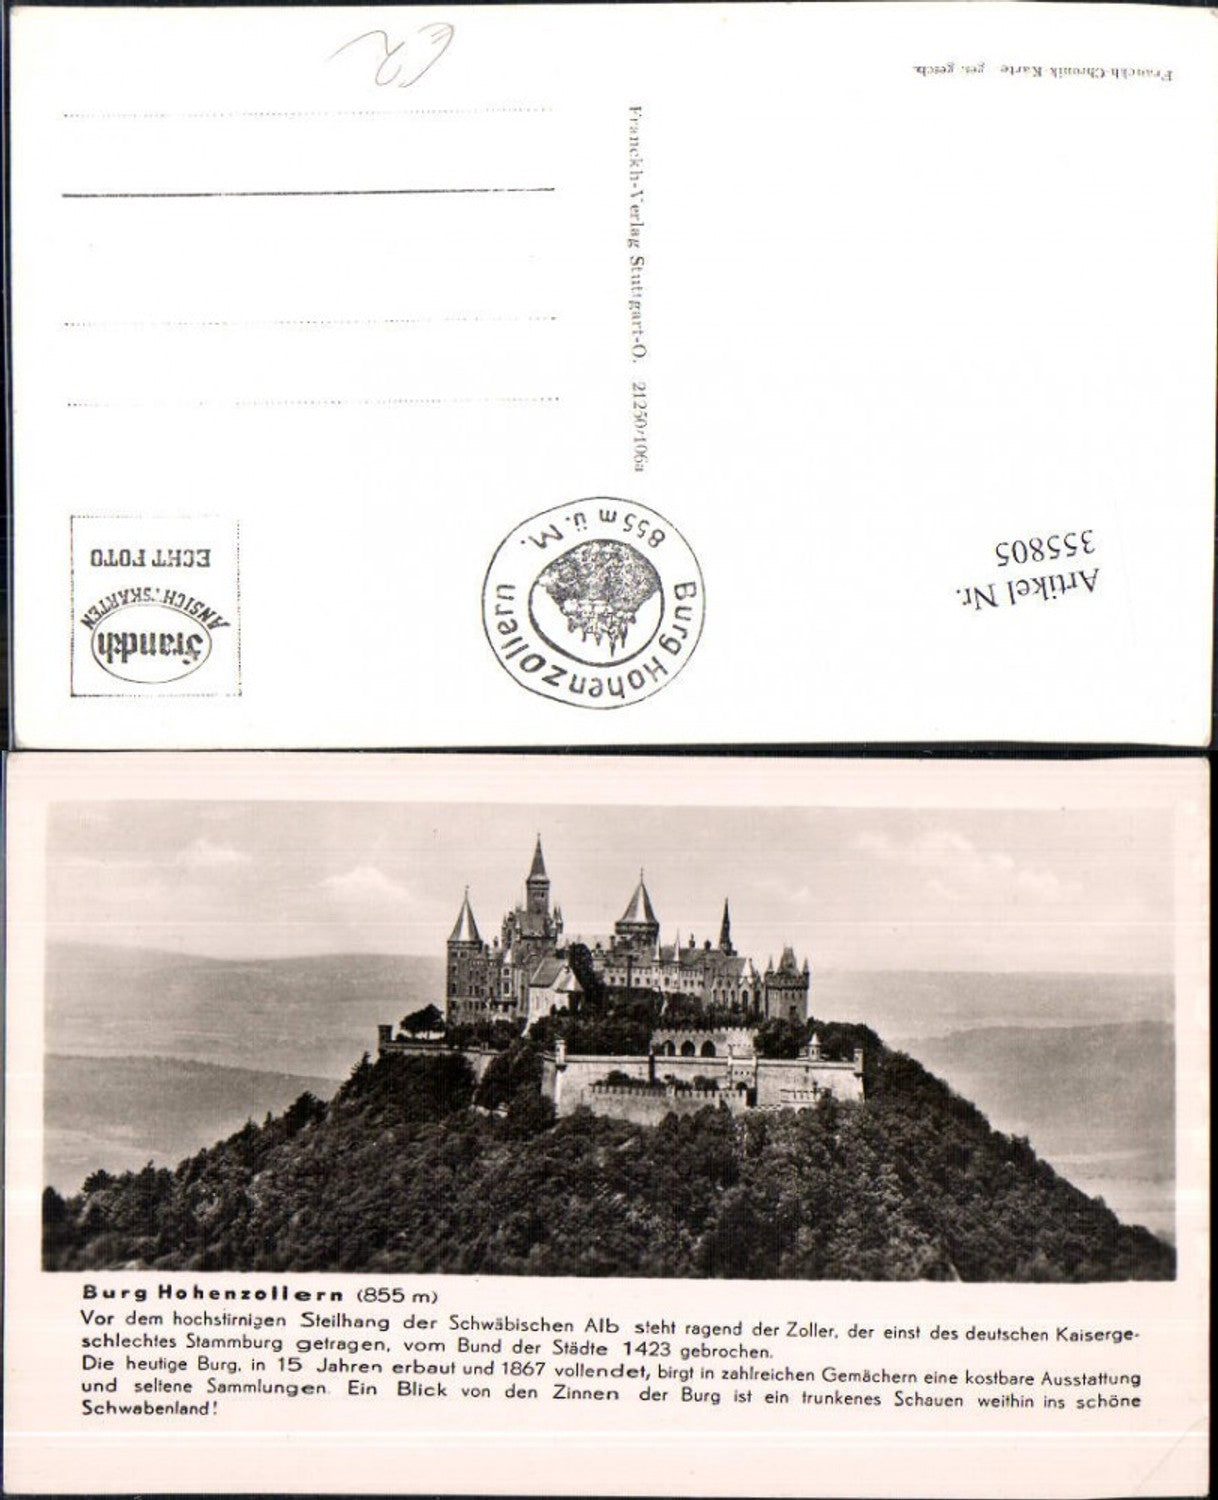 € 2
Franckh-Chronik Karte ges. gesch.
Franckh-Verlag Stuttgart-O. 21250/106a
Artikel Nr.
355805
Burg Hohenzollern
855 m ü. M.
Franckh
ANSICHTSKARTEN
ECHT FOTO
Burg Hohenzollern (855 m)
Vor dem hochstirnigen Steilhang der Schwäbischen Alb steht ragend der Zoller, der einst des deutschen Kaiserge-
schlechtes Stammburg getragen, vom Bund der Städte 1423 gebrochen.
Die heutige Burg, in 15 Jahren erbaut und 1867 vollendet, birgt in zahlreichen Gemächern eine kostbare Ausstattung
und seltene Sammlungen. Ein Blick von den Zinnen der Burg ist ein trunkenes Schauen weithin ins schöne
Schwabenland!